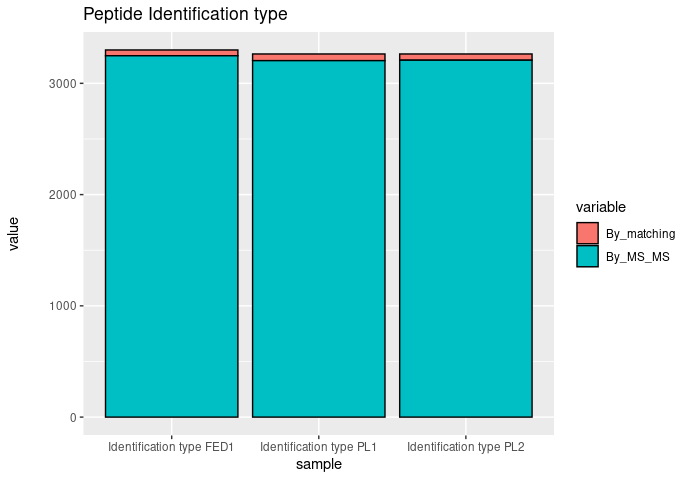 Peptide Identification type
3000
2000
1000
0
value
Identification type FED1
Identification type PL1
Identification type PL2
sample
variable
By_matching
By_MS_MS